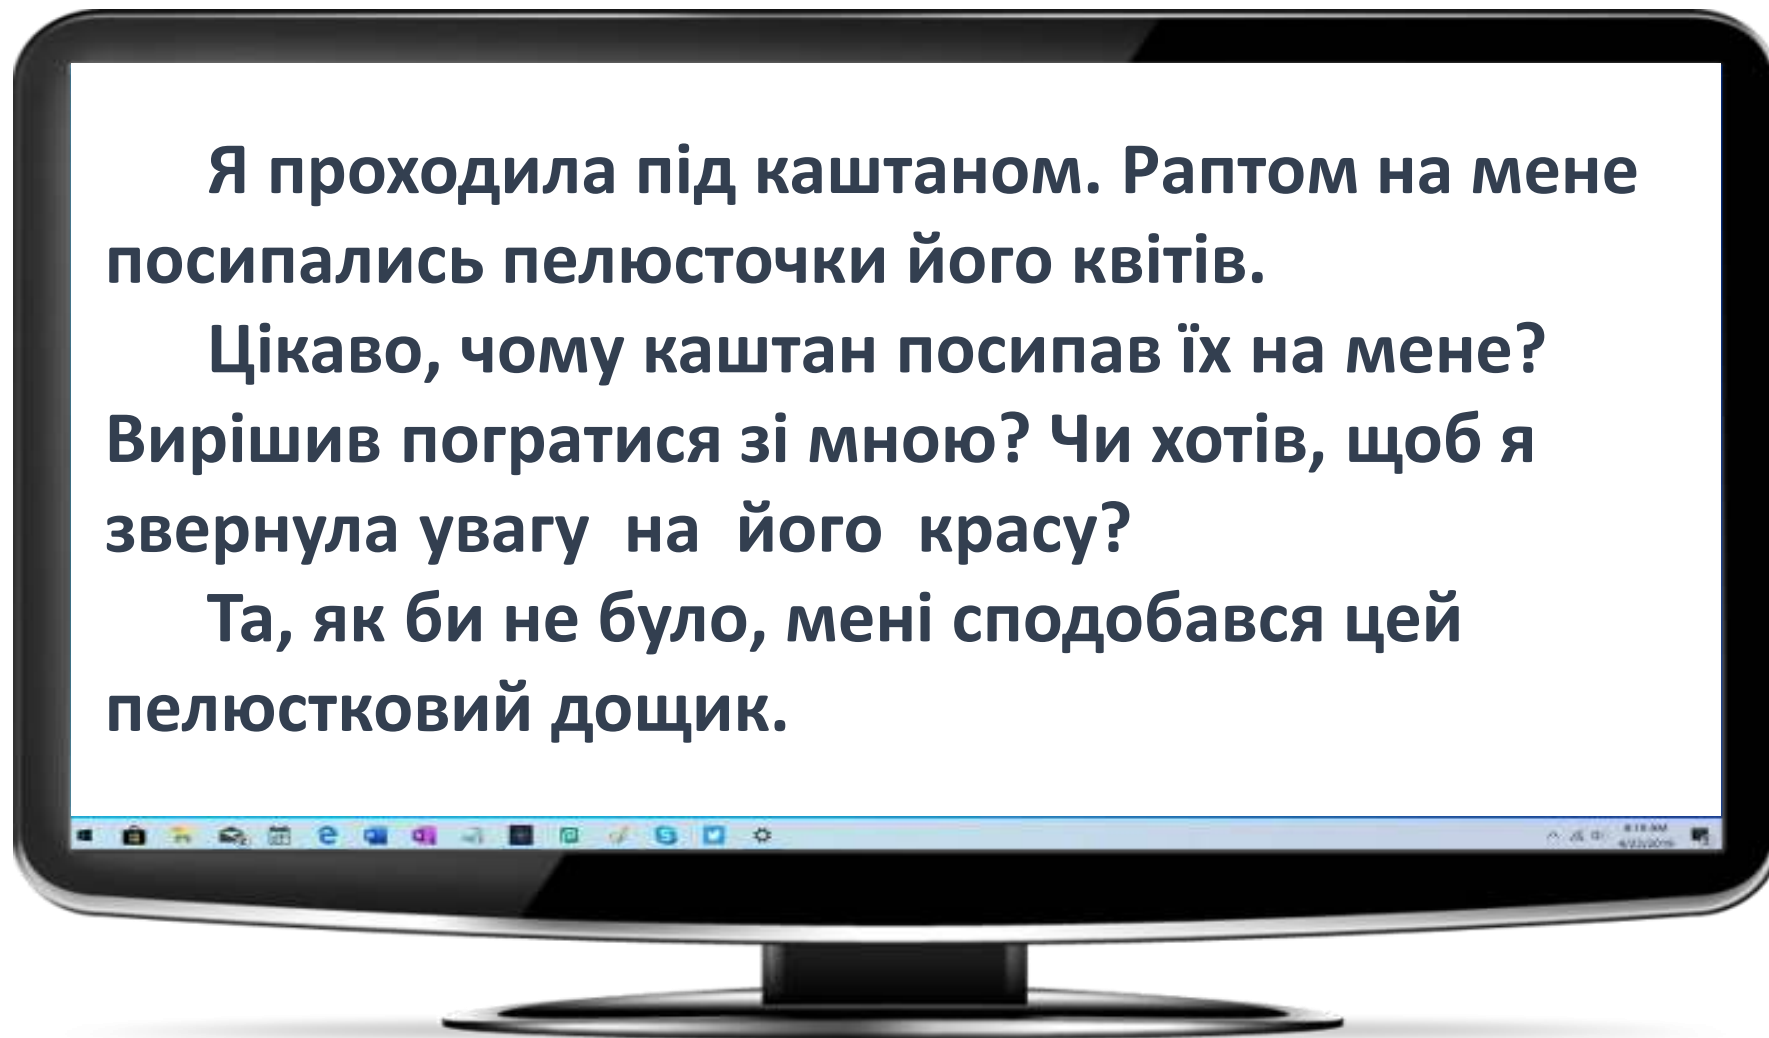 Я проходила під каштаном. Раптом на мене
посипались пелюсточки його квітів.
Цікаво, чому каштан посипав їх на мене?
Вирішив погратися зі мною? Чи хотів, щоб я
звернула увагу на його красу?
Та, як би не було, мені сподобався цей
пелюстковий дощик.